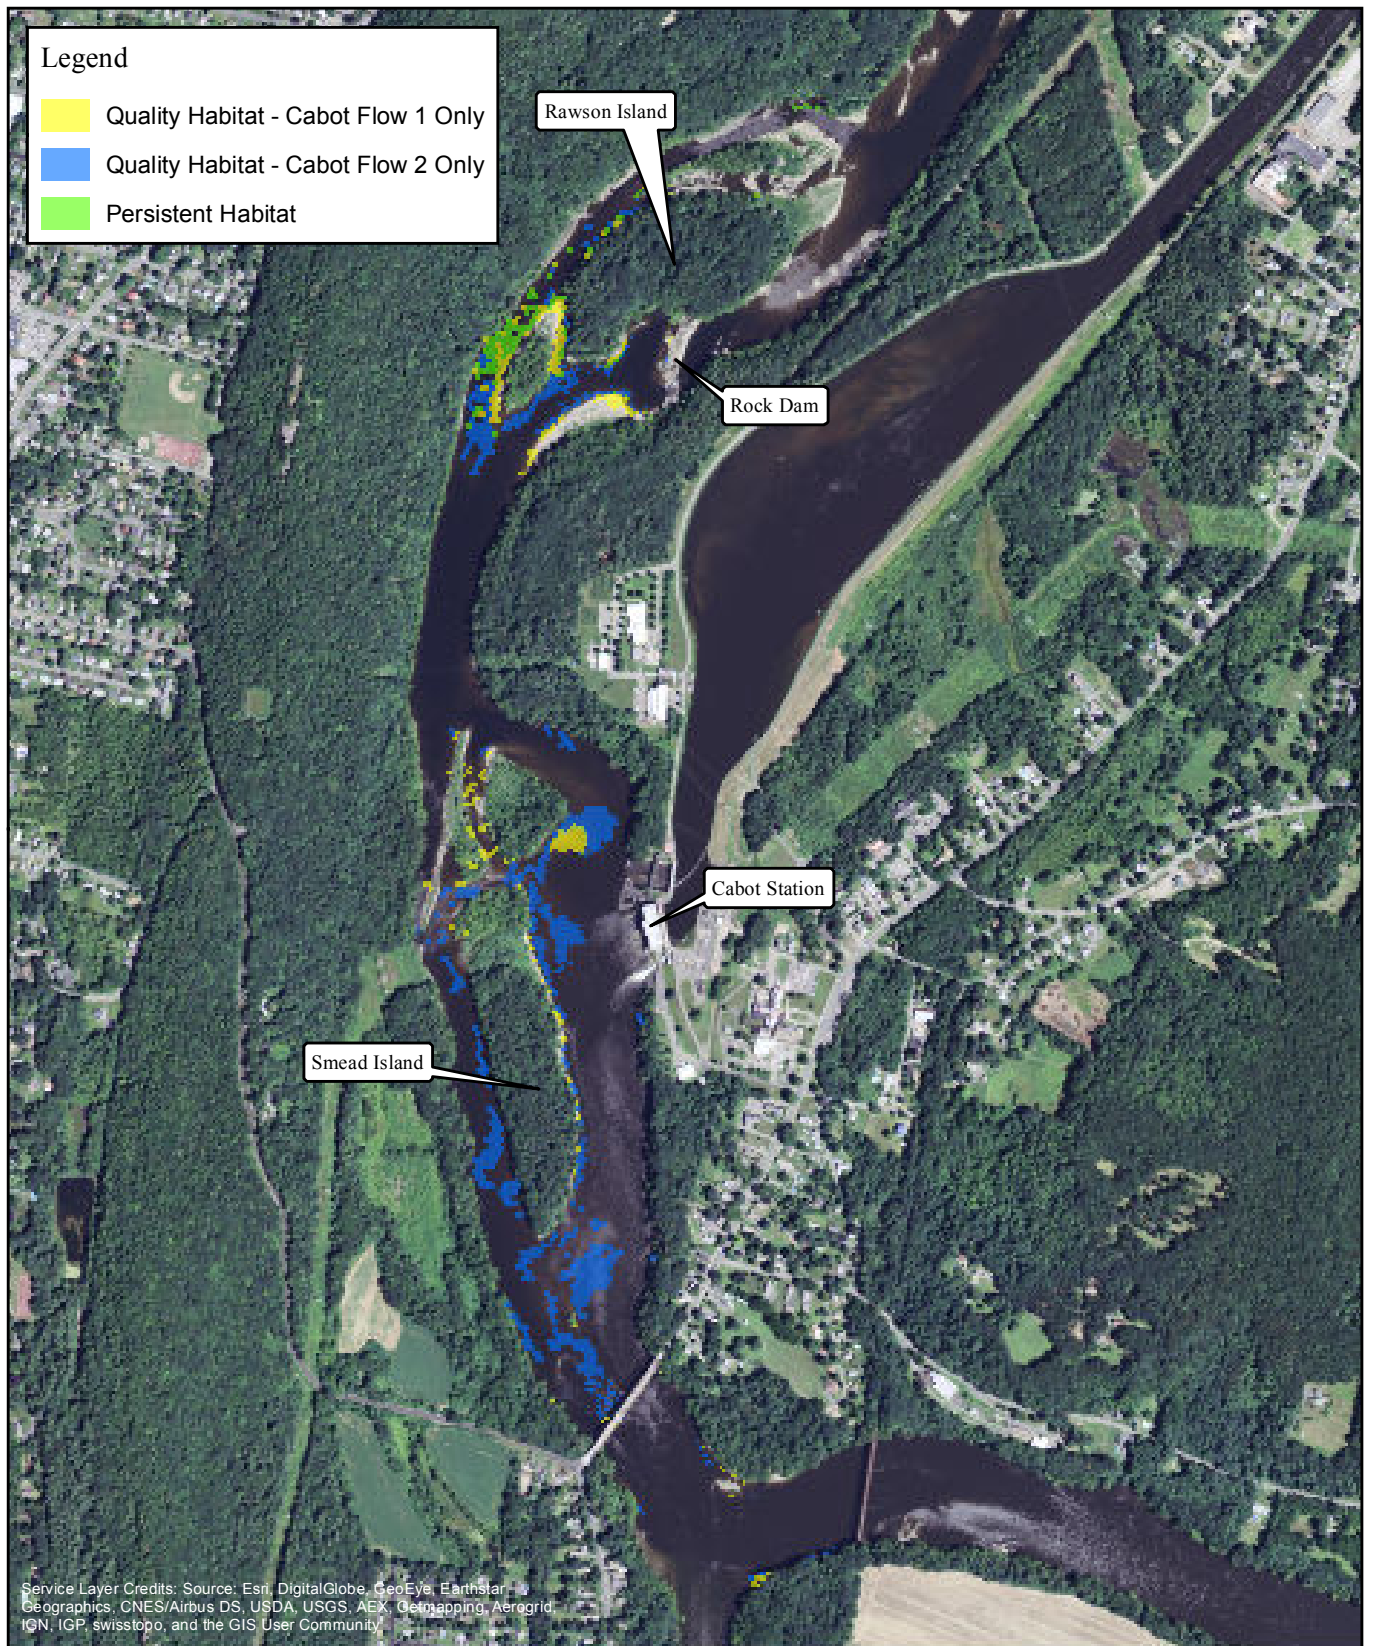 Legend
Quality Habitat - Cabot Flow 1 Only
Quality Habitat - Cabot Flow 2 Only
Persistent Habitat
Rawson Island
Rock Dam
Cabot Station
Smead Island
Service Layer Credits: Source: Esri, DigitalGlobe, GeoEye, Earthstar
Geographics, CNES/Airbus DS, USDA, USGS, AEX, Getmapping, Aerogrid,
IGN, IGP, swisstopo, and the GIS User Community